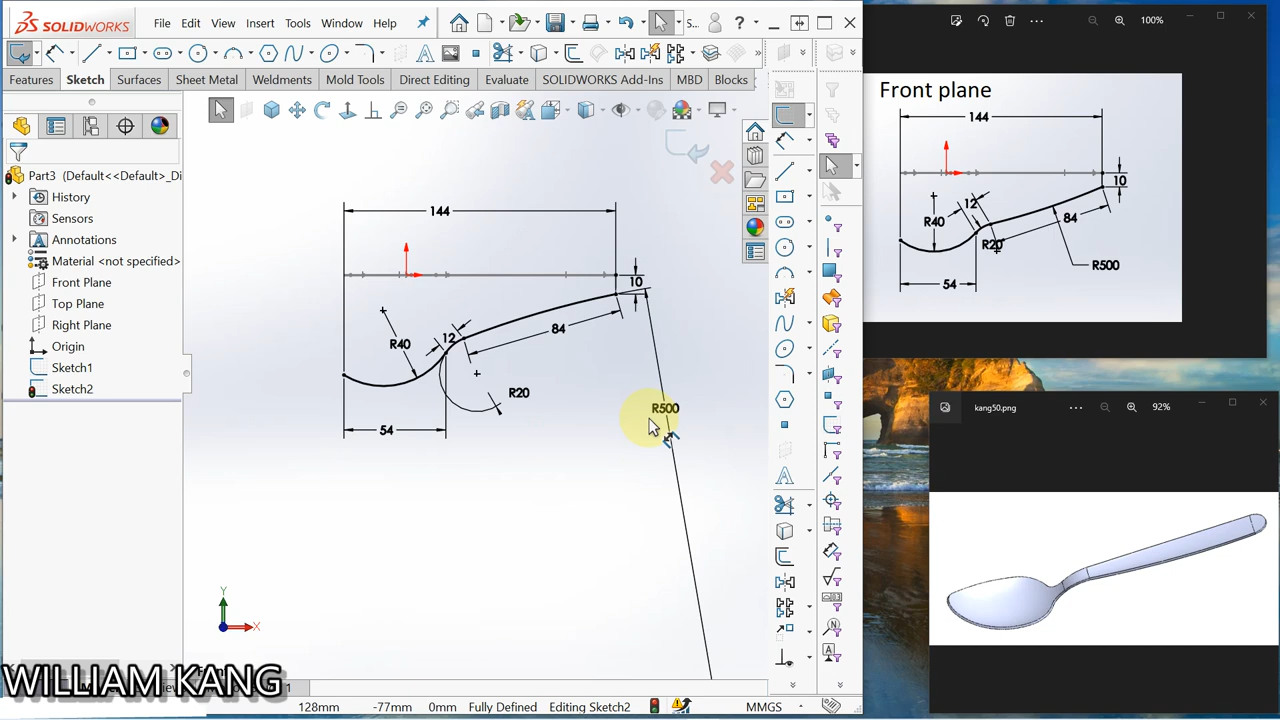 SOLIDWORKS File Edit View Insert Tools Window S... ?
Features Sketch Surfaces Sheet Metal Weldments Mold Tools Direct Editing Evaluate SOLIDWORKS Add-Ins MBD Blocks
Part3 (Default<<Default>_Di
History
Sensors
Annotations
Material <not specified>
Front Plane
Top Plane
Right Plane
Origin
Sketch1
Sketch2
144
10
84
12
R40
R20
R500
54
Y
X
WILLIAM KANG
128mm -77mm 0mm Fully Defined Editing Sketch2 MMGS
100%
Front plane
144
10
12
R40
84
R20
R500
54
kang50.png 92%